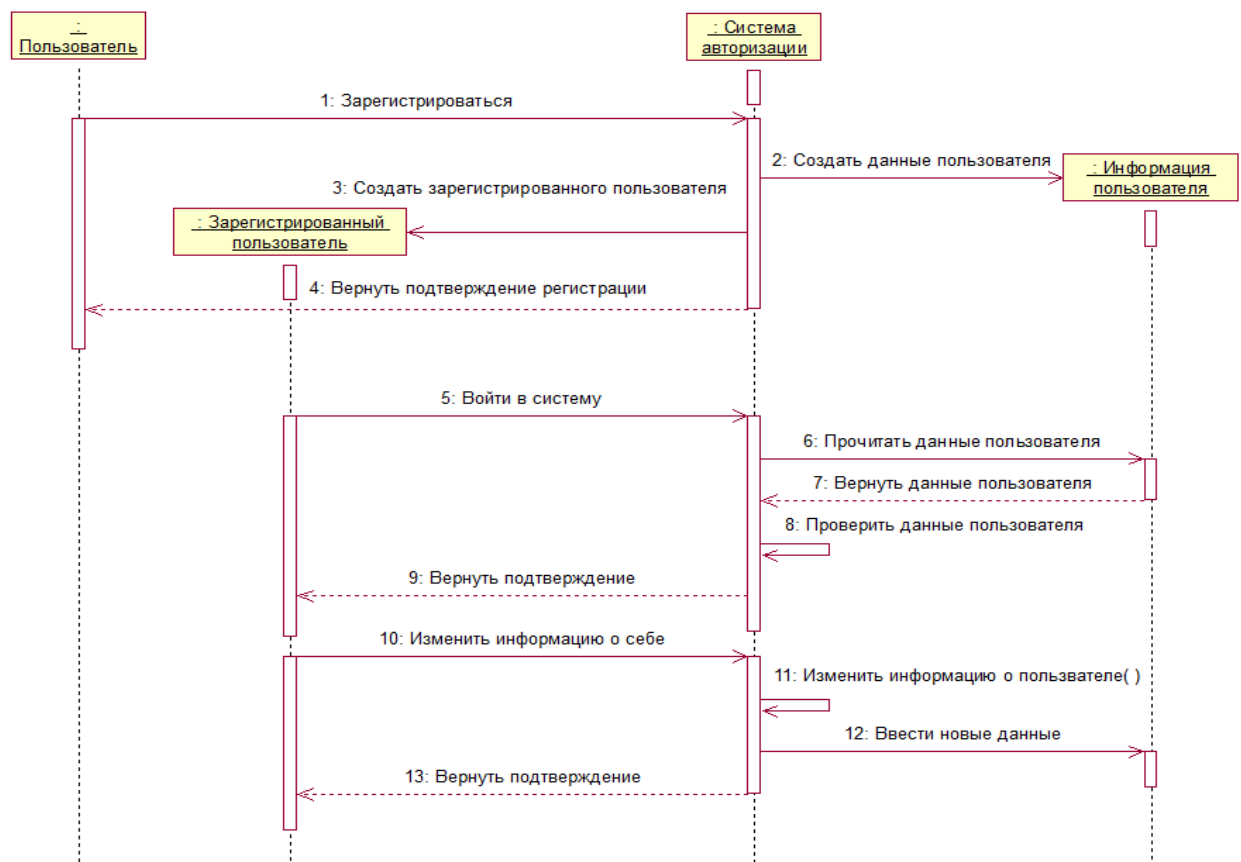 :
Пользователь
: Система
авторизации
1: Зарегистрироваться
2: Создать данные пользователя
: Информация
пользователя
3: Создать зарегистрированного пользователя
: Зарегистрированный
пользователь
4: Вернуть подтверждение регистрации
5: Войти в систему
6: Прочитать данные пользователя
7: Вернуть данные пользователя
8: Проверить данные пользователя
9: Вернуть подтверждение
10: Изменить информацию о себе
11: Изменить информацию о пользвателе( )
12: Ввести новые данные
13: Вернуть подтверждение